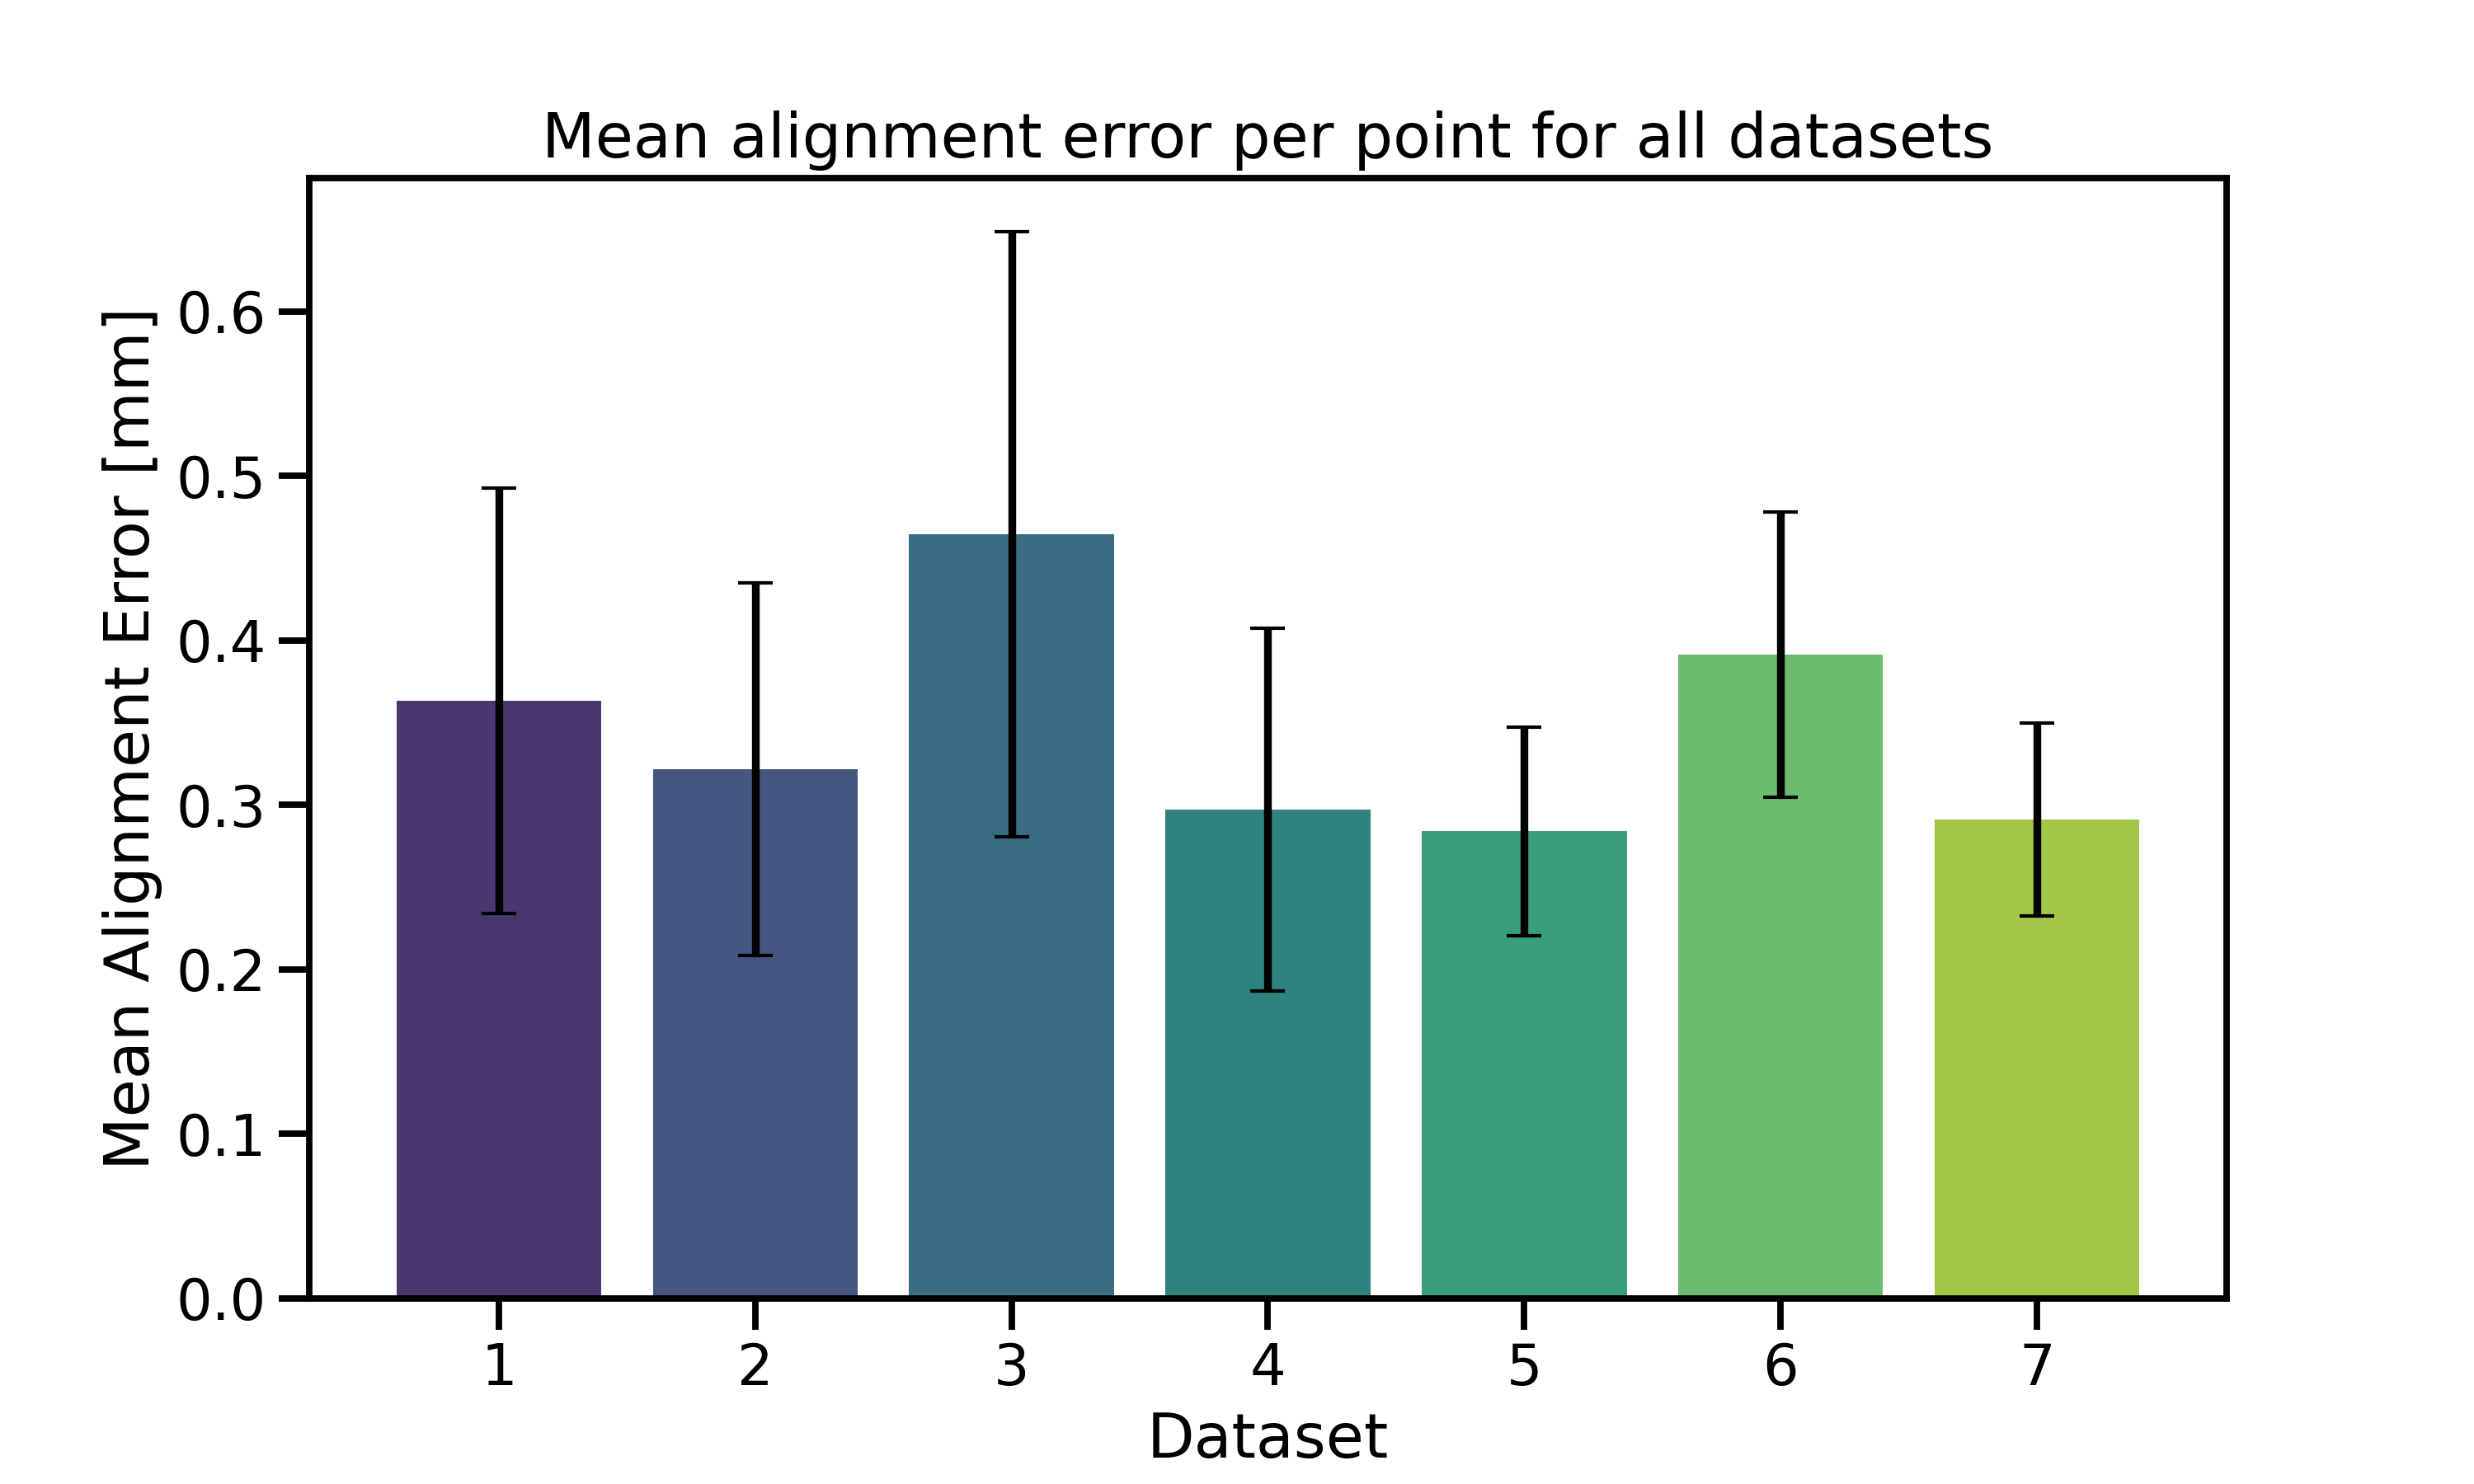 Mean alignment error per point for all datasets
Mean Alignment Error [mm]
0.6
0.5
0.4
0.3
0.2
0.1
0.0
1 2 3 4 5 6 7
Dataset